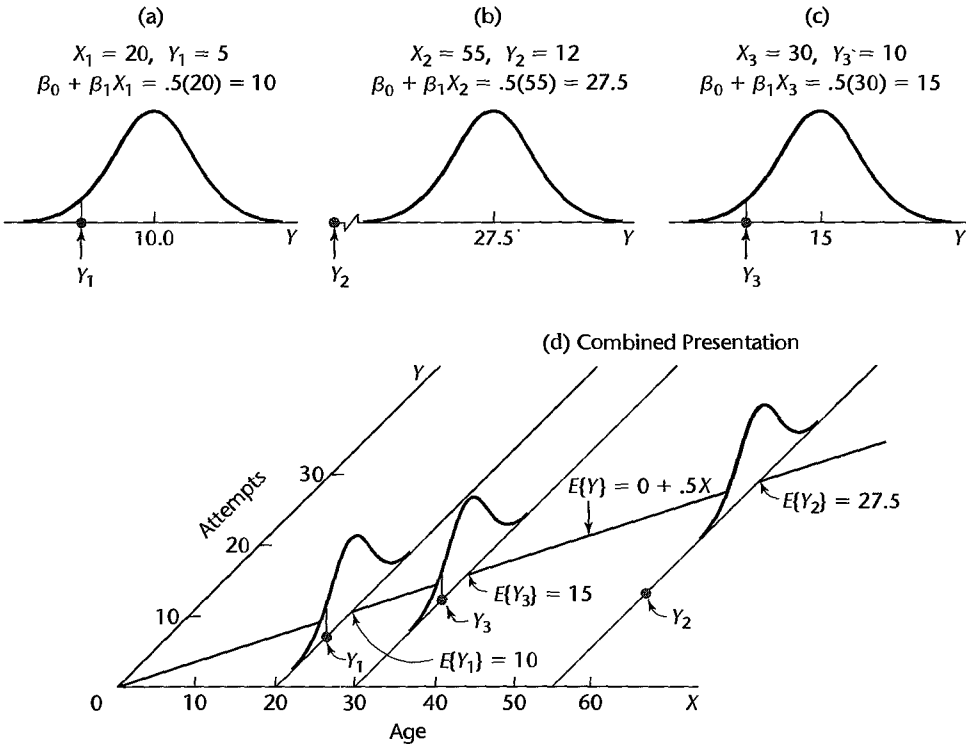 (a)
X₁ = 20, Y₁ = 5
β₀ + β₁X₁ = .5(20) = 10
10.0
Y
Y₁
(b)
X₂ = 55, Y₂ = 12
β₀ + β₁X₂ = .5(55) = 27.5
27.5
Y
Y₂
(c)
X₃ = 30, Y₃ = 10
β₀ + β₁X₃ = .5(30) = 15
15
Y
Y₃
(d) Combined Presentation
Y
30
Attempts
20
10
E{Y} = 0 + .5X
E{Y₂} = 27.5
E{Y₃} = 15
Y₃
Y₂
Y₁
E{Y₁} = 10
0 10 20 30 40 50 60 X
Age